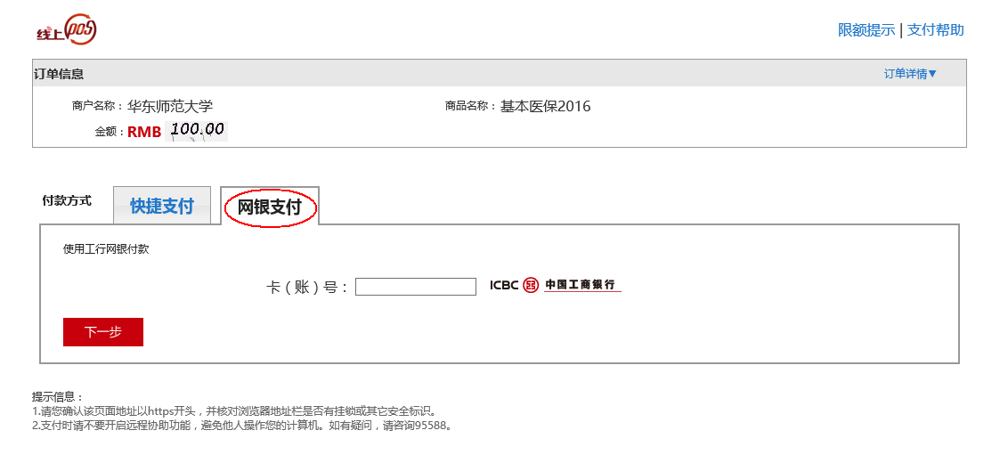 线上POS
限额提示 | 支付帮助
订单信息 订单详情▼
商户名称：华东师范大学 商品名称：基本医保2016
金额：RMB 100.00
付款方式 快捷支付 网银支付
使用工行网银付款
卡(账)号： ICBC 中国工商银行
下一步
提示信息：
1.请您确认该页面地址以https开头，并核对浏览器地址栏是否有挂锁或其它安全标识。
2.支付时请不要开启远程协助功能，避免他人操作您的计算机。如有疑问，请咨询95588。